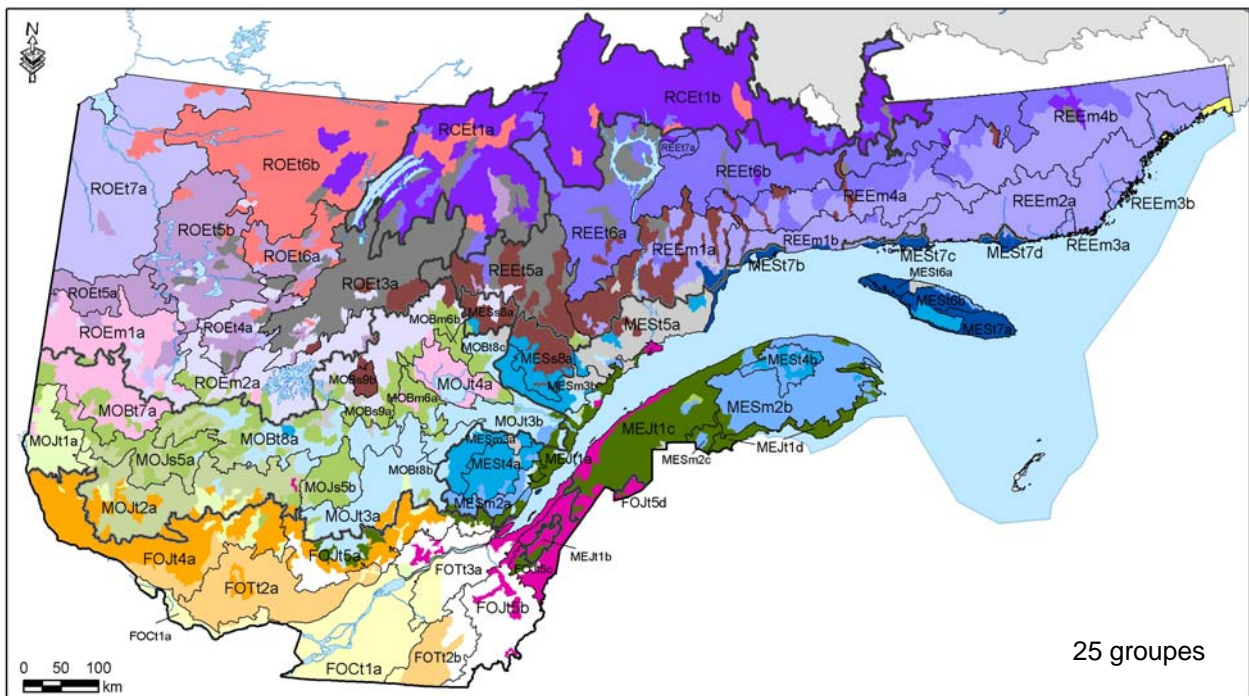 N
RCEt1b
RCEt1a
REEt7a
REEm4b
ROEt6b
ROEt7a
REEt6b
REEm4a
ROEt5b
REEm2a
REEm3b
ROEt6a
REEt6a
REEm1a
REEm1b
REEm3a
REEt5a
ROEt3a
MESt7b
MESt7c
MESt7d
MESt6a
ROEt5a
MESt6b
MOBm6b
MESs8a
MESt5a
MESt7a
ROEm1a
ROEt4a
MOBt8c
MESs8a
MESt4b
ROEm2a
MOBs9b
MOJt4a
MESm3b
MOBm6a
MOBs9a
MESm2b
MOBt7a
MOJt3b
MEJt1c
MOJt1a
MOBt8a
MESm3a
MOJs5a
MEJt1a
MEJt1d
MESt4a
MESm2c
MOBt8b
MOJs5b
FOJt5d
MOJt2a
MESm2a
MOJt3a
FOJt4a
FOJt5a
MEJt1b
FOTt3a
FOJt5c
FOTt2a
FOJt5b
FOCt1a
FOTt2b
FOCt1a
25 groupes
0 50 100
km